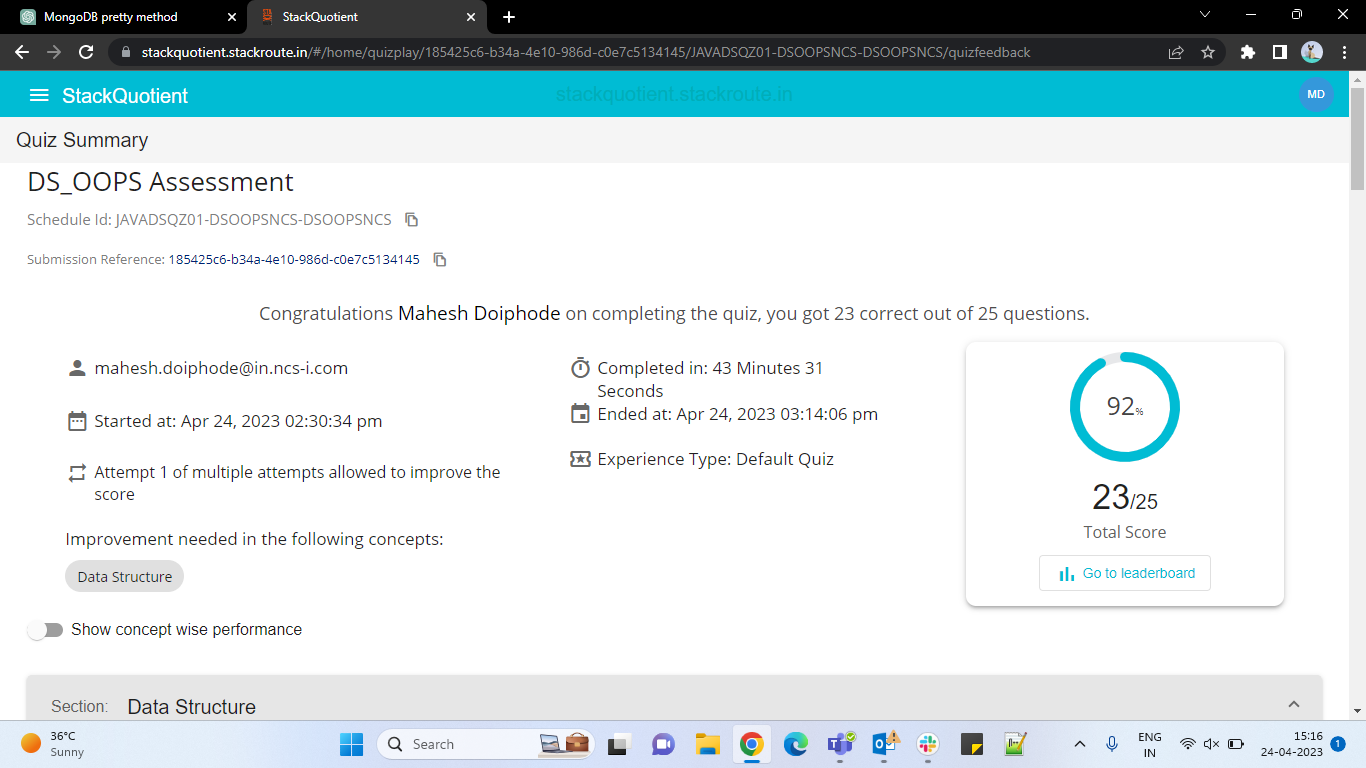 MongoDB pretty method
StackQuotient
stackquotient.stackroute.in/#/home/quizplay/185425c6-b34a-4e10-986d-c0e7c5134145/JAVADSQZ01-DSOOPSNCS-DSOOPSNCS/quizfeedback
StackQuotient
stackquotient.stackroute.in
MD
Quiz Summary
DS_OOPS Assessment
Schedule Id: JAVADSQZ01-DSOOPSNCS-DSOOPSNCS
Submission Reference: 185425c6-b34a-4e10-986d-c0e7c5134145
Congratulations Mahesh Doiphode on completing the quiz, you got 23 correct out of 25 questions.
mahesh.doiphode@in.ncs-i.com
Started at: Apr 24, 2023 02:30:34 pm
Attempt 1 of multiple attempts allowed to improve the
score
Completed in: 43 Minutes 31
Seconds
Ended at: Apr 24, 2023 03:14:06 pm
Experience Type: Default Quiz
92%
23/25
Total Score
Go to leaderboard
Improvement needed in the following concepts:
Data Structure
Show concept wise performance
Section: Data Structure
36°C
Sunny
Search
ENG
IN
15:16
24-04-2023
1